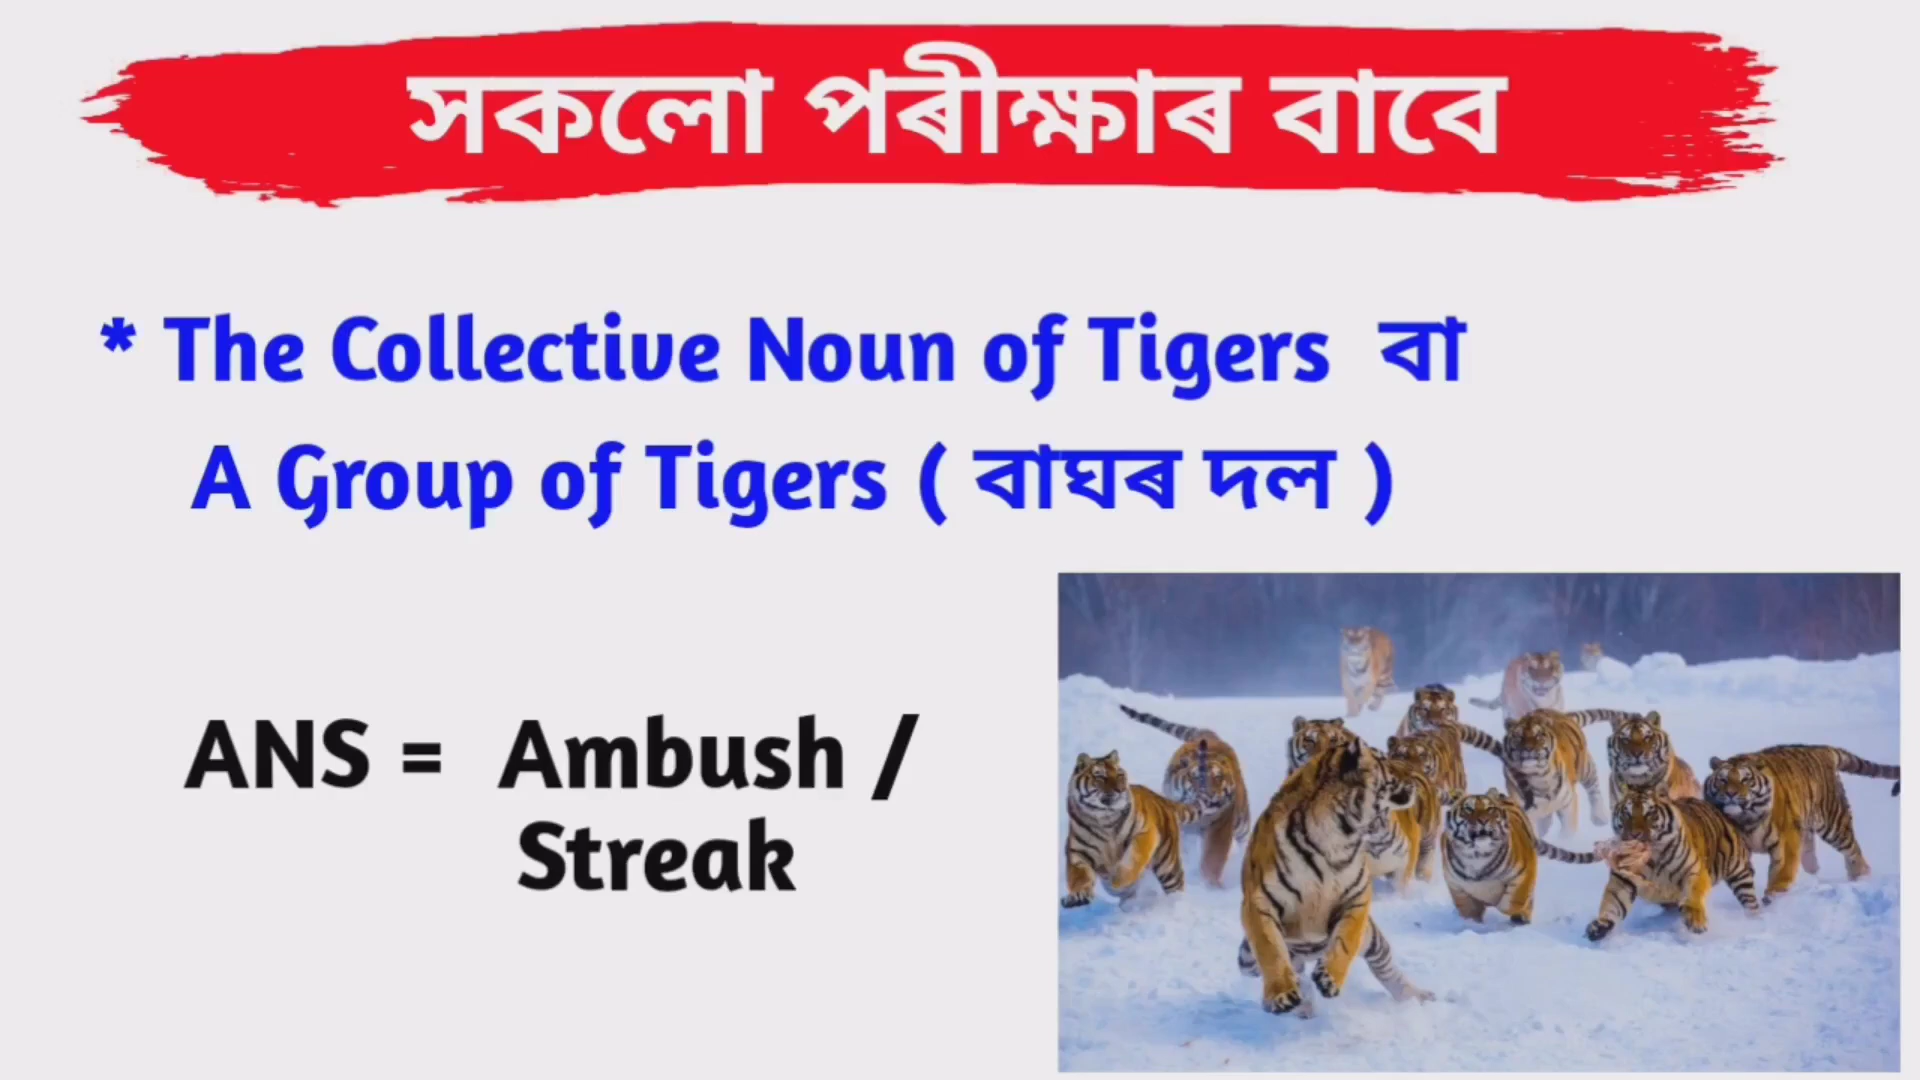 সকলো পৰীক্ষাৰ বাবে
* The Collective Noun of Tigers বা
A Group of Tigers ( বাঘৰ দল )
ANS = Ambush /
Streak